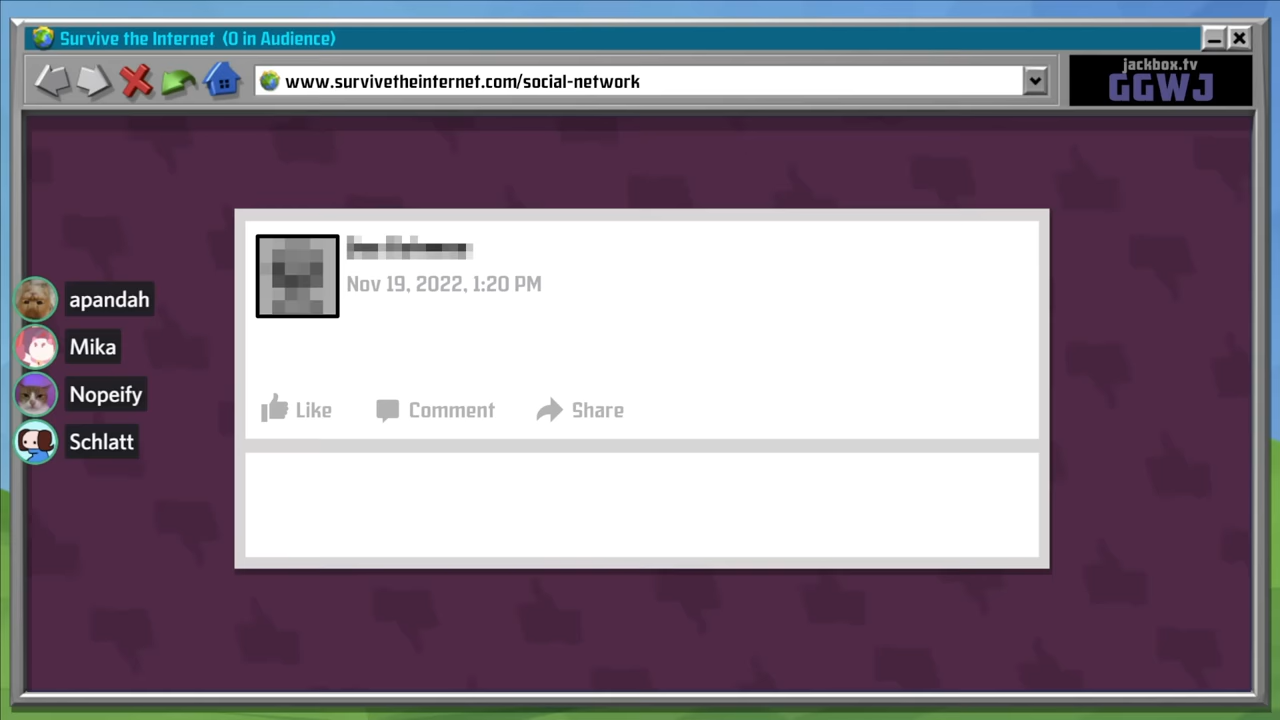 Survive the Internet (0 in Audience)
www.survivetheinternet.com/social-network
jackbox.tv
GGWJ
Nov 19, 2022, 1:20 PM
apandah
Mika
Nopeify
Schlatt
Like
Comment
Share